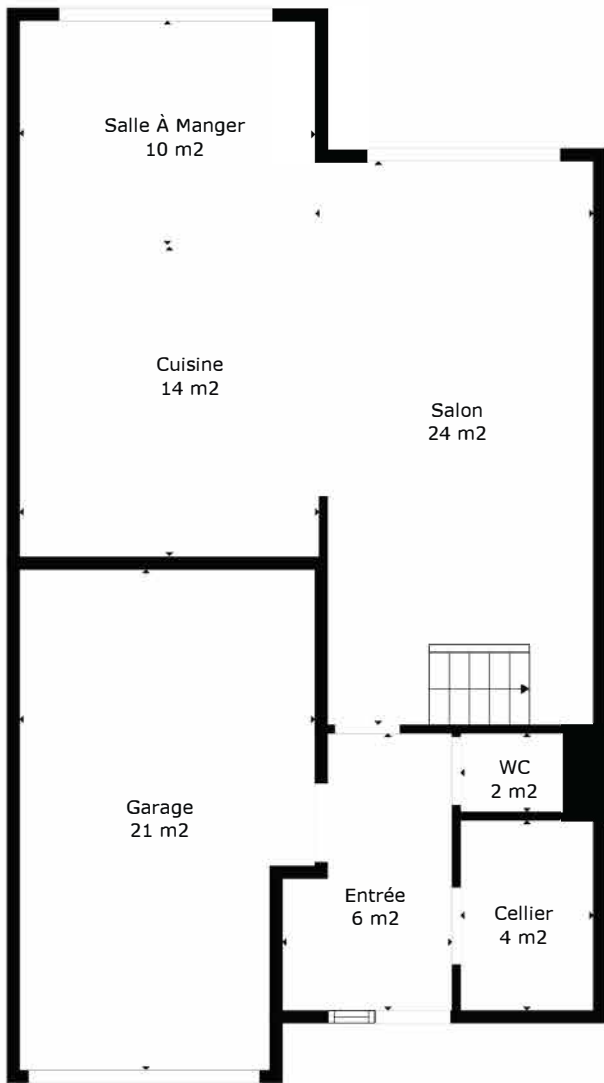 Salle À Manger
10 m2
Cuisine
14 m2
Salon
24 m2
WC
2 m2
Garage
21 m2
Entrée
6 m2
Cellier
4 m2